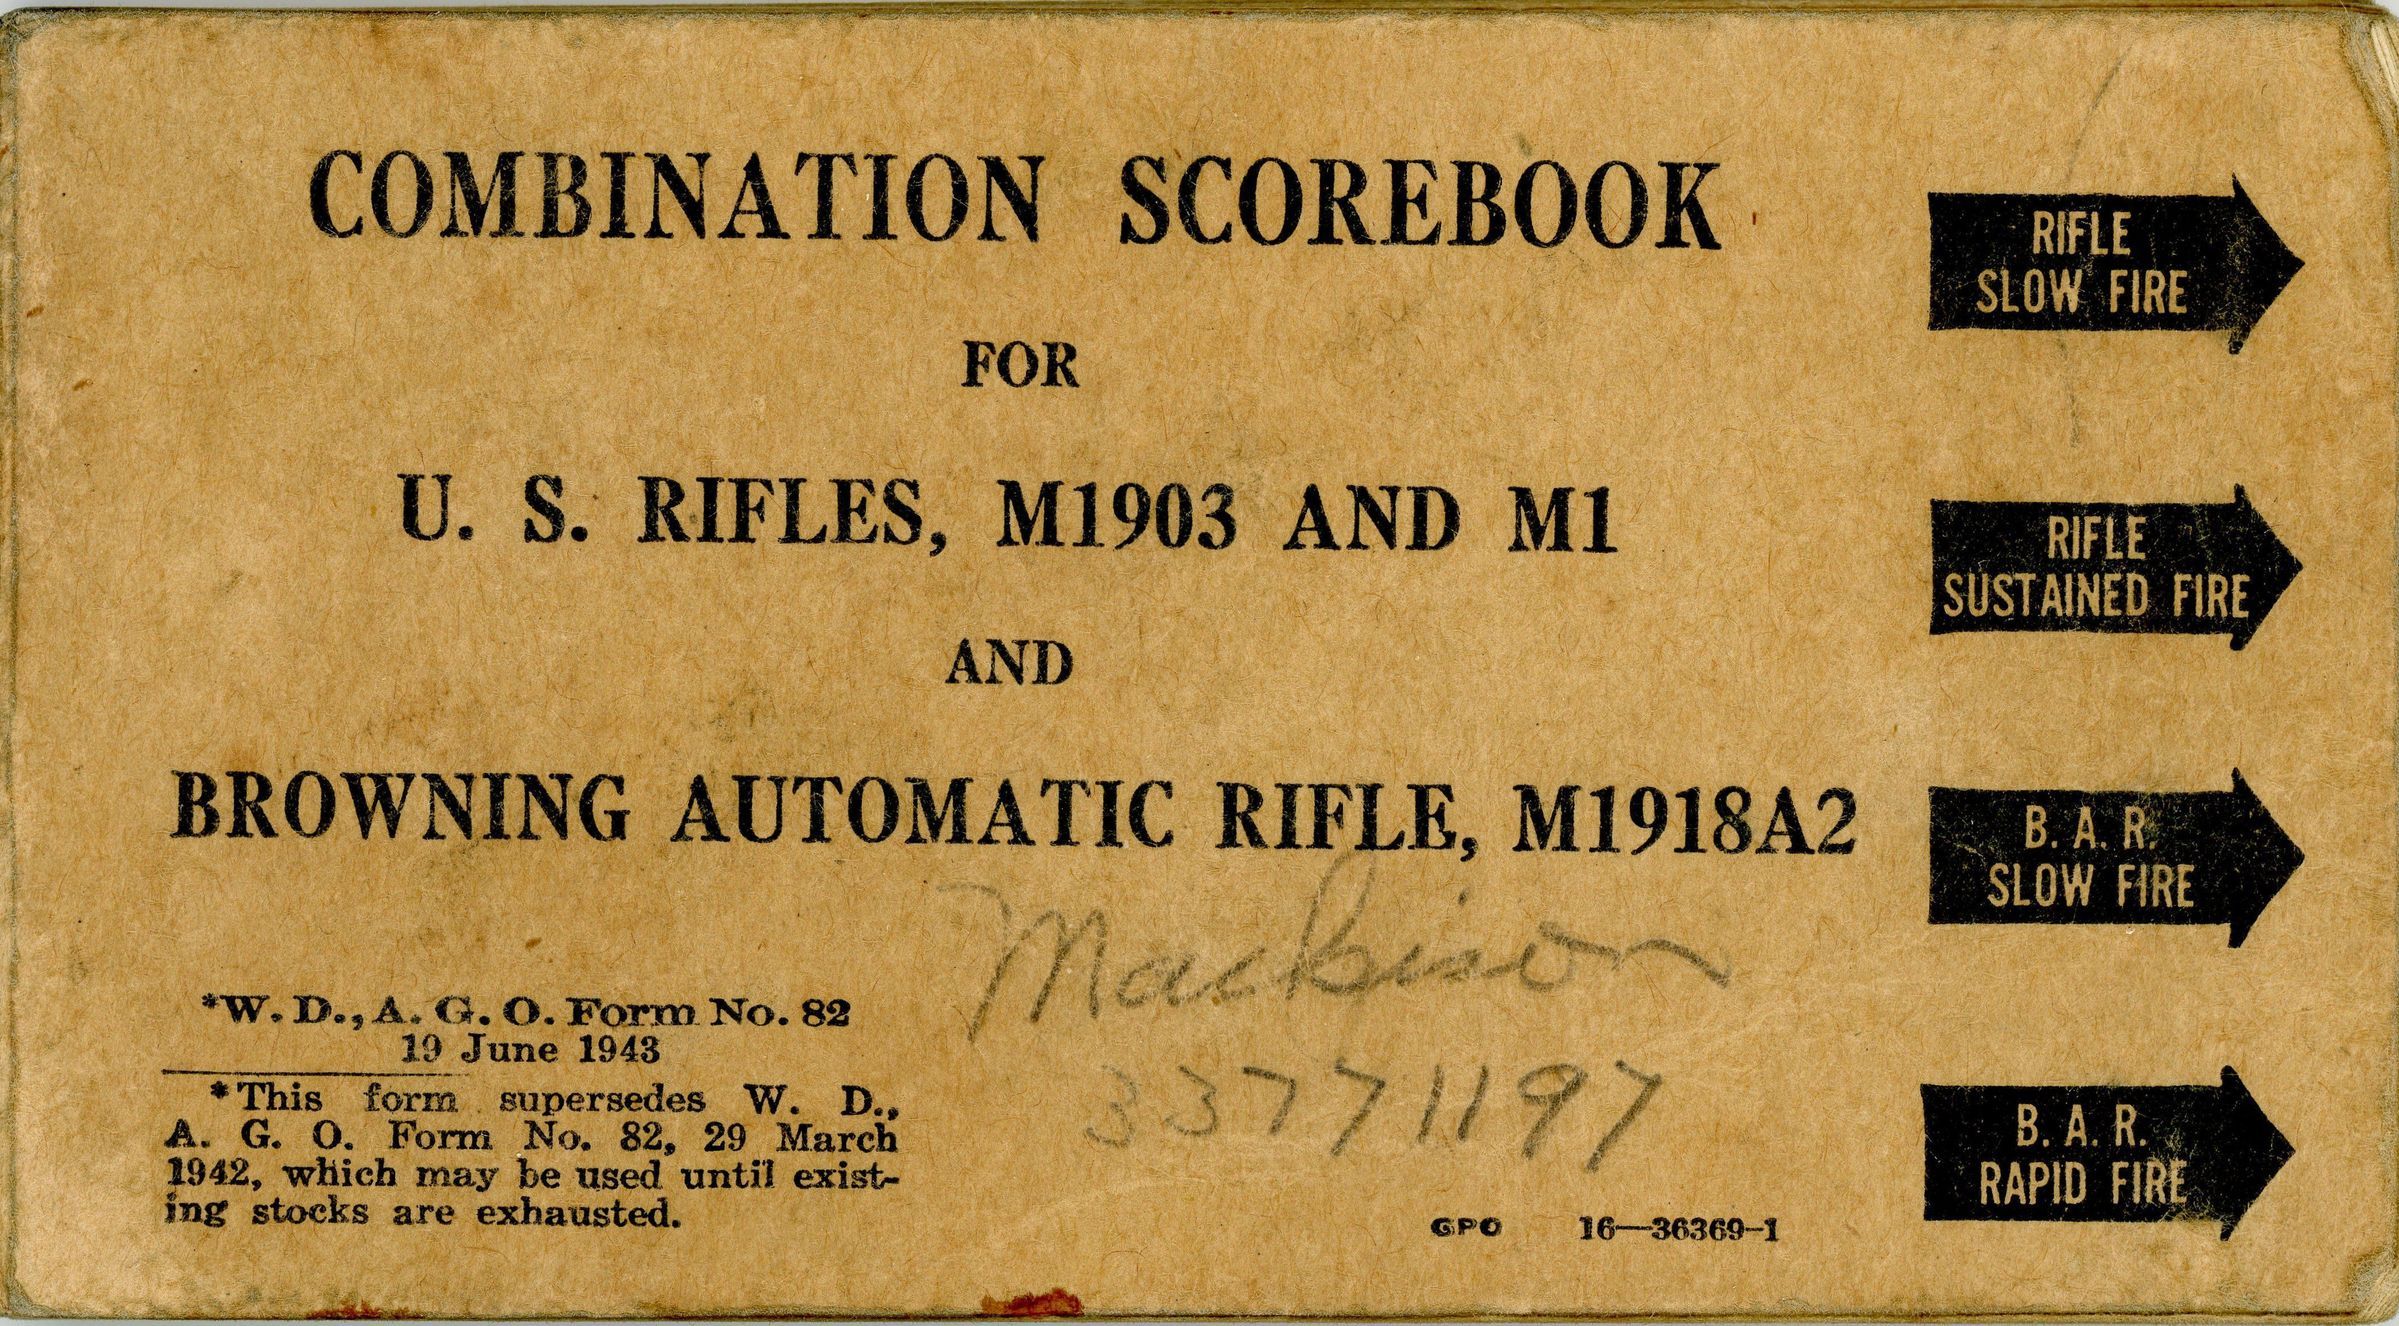 COMBINATION SCOREBOOK
FOR
U. S. RIFLES, M1903 AND M1
AND
BROWNING AUTOMATIC RIFLE, M1918A2
Mackison
33771197
*W. D., A. G. O. Form No. 82
19 June 1943
*This form supersedes W. D.,
A. G. O. Form No. 82, 29 March
1942, which may be used until exist-
ing stocks are exhausted.
GPO 16—36369-1
RIFLE
SLOW FIRE
RIFLE
SUSTAINED FIRE
B. A. R.
SLOW FIRE
B. A. R.
RAPID FIRE